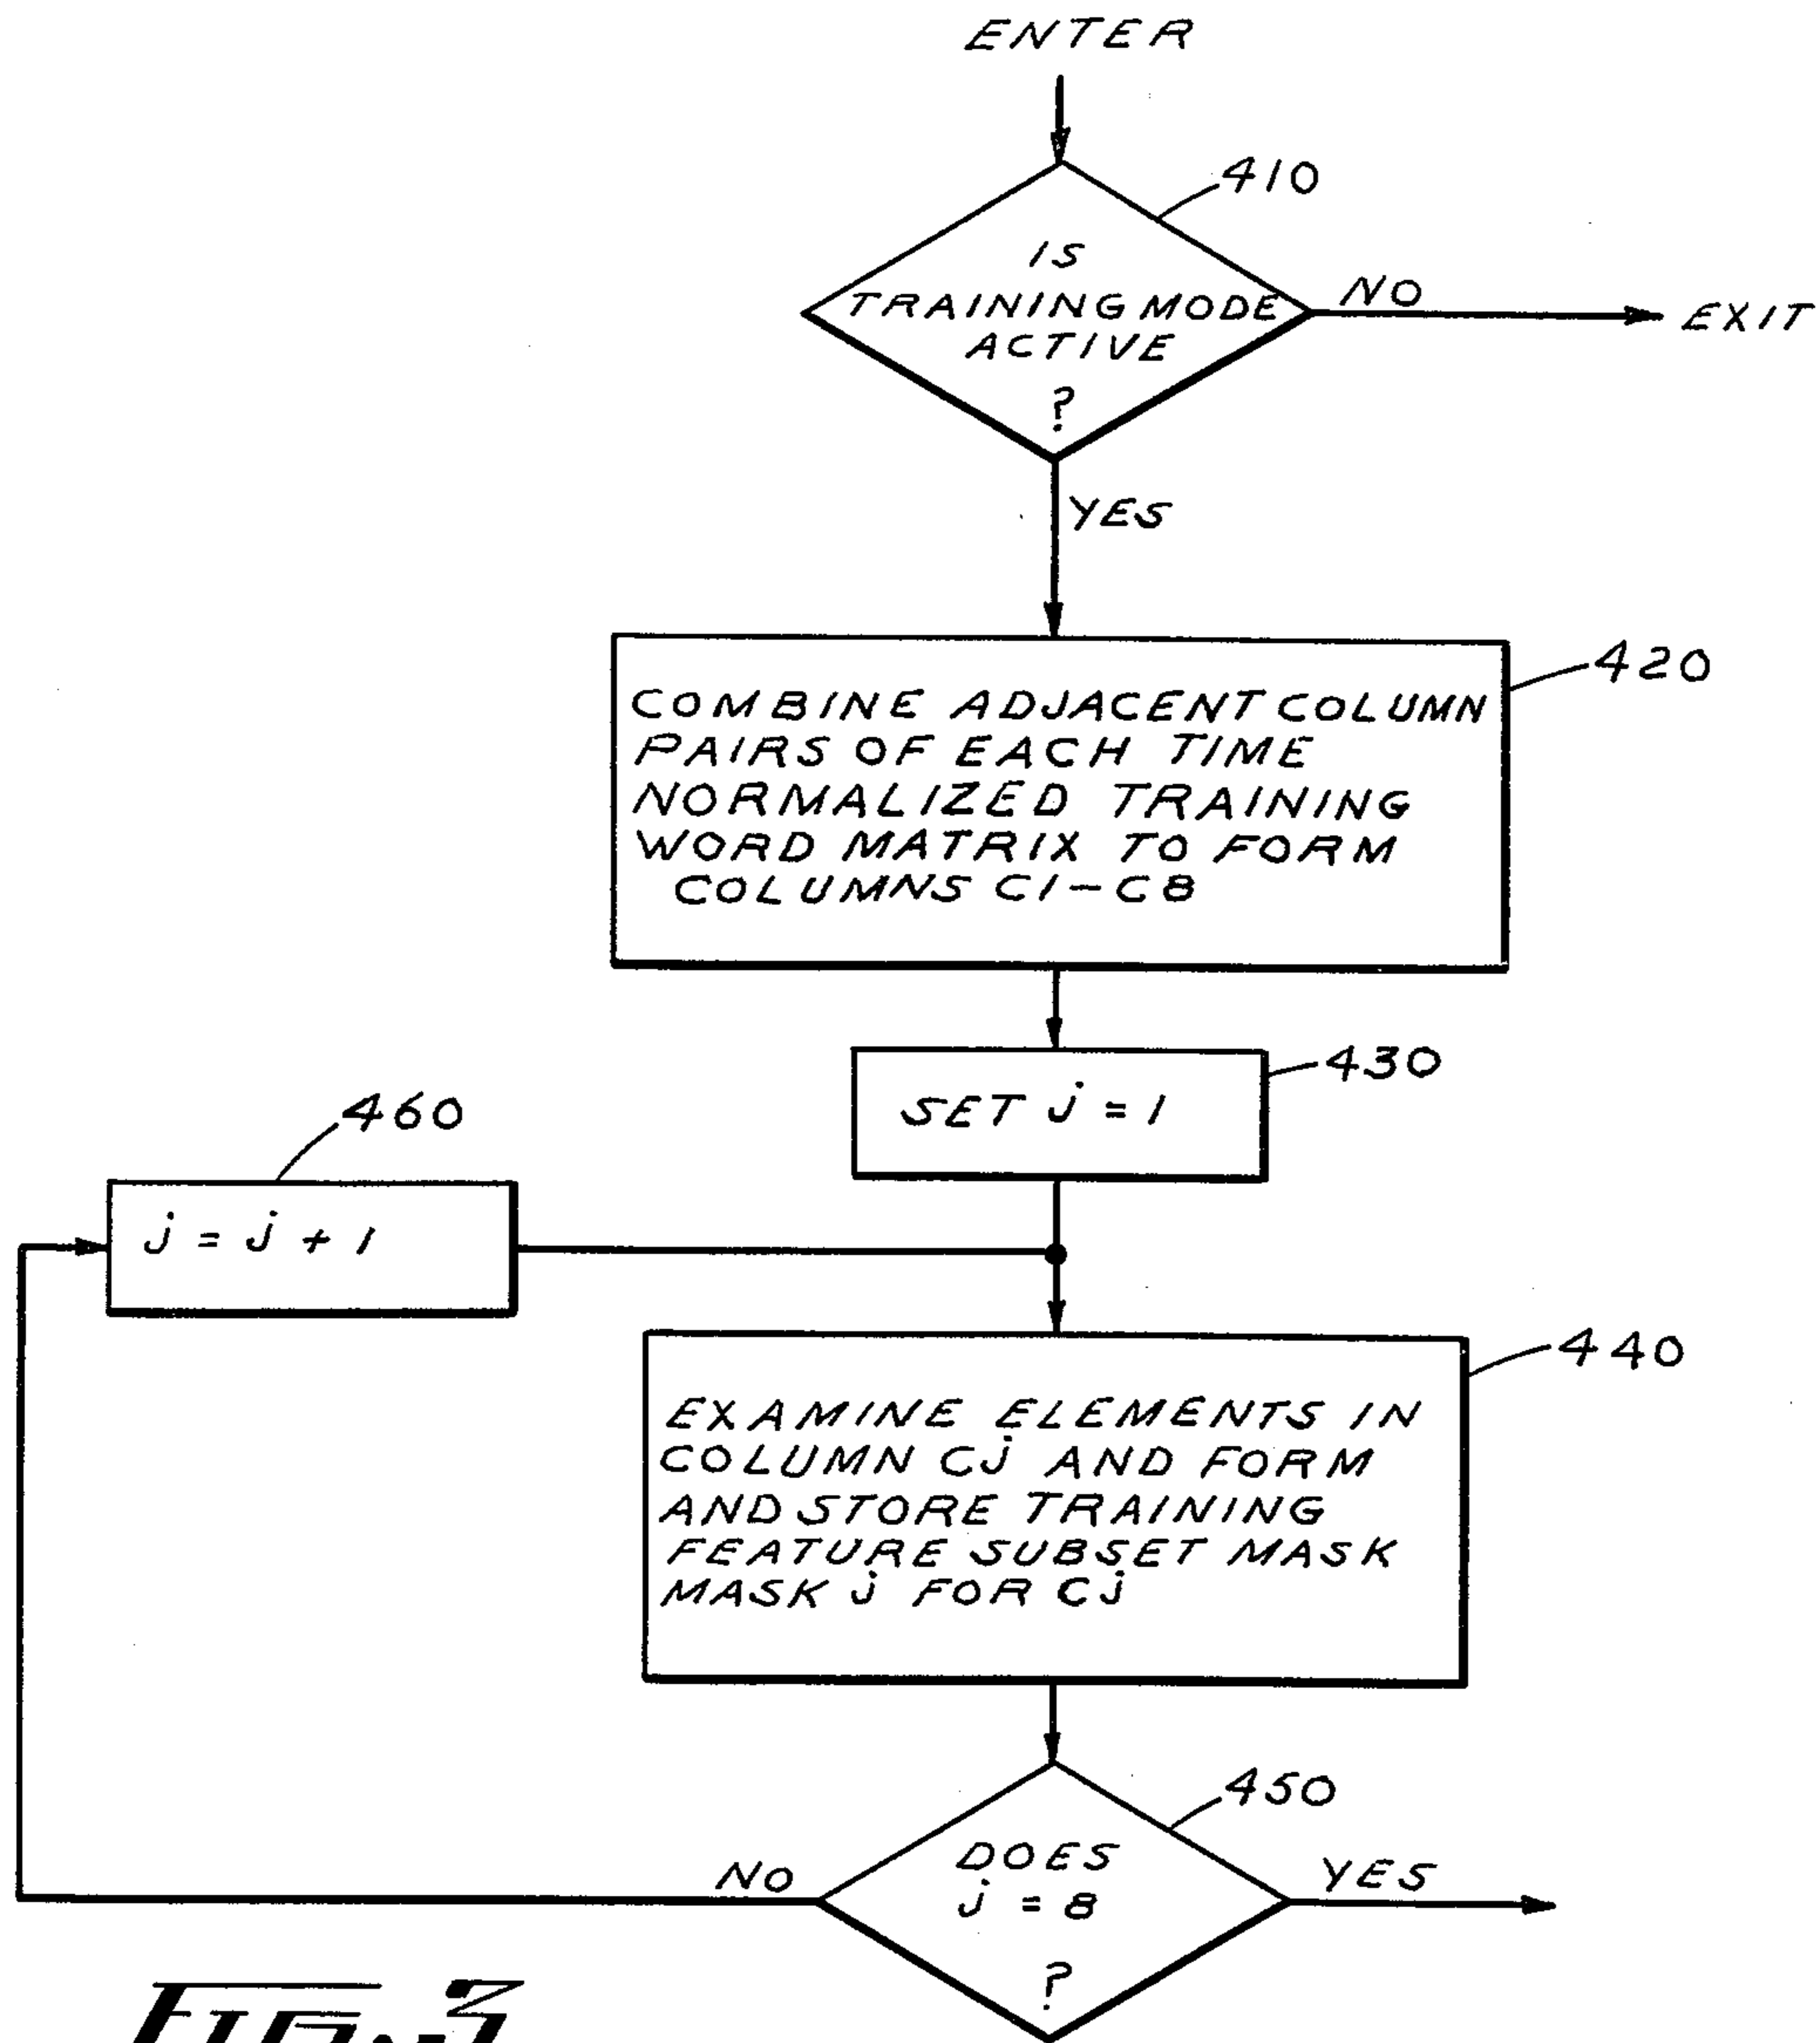 ENTER
410
IS
TRAINING MODE
ACTIVE
?
NO
EXIT
YES
420
COMBINE ADJACENT COLUMN
PAIRS OF EACH TIME
NORMALIZED TRAINING
WORD MATRIX TO FORM
COLUMNS C1-C8
430
SET j = 1
460
j = j + 1
440
EXAMINE ELEMENTS IN
COLUMN Cj AND FORM
AND STORE TRAINING
FEATURE SUBSET MASK
MASK j FOR Cj
450
DOES
j = 8
?
NO
YES